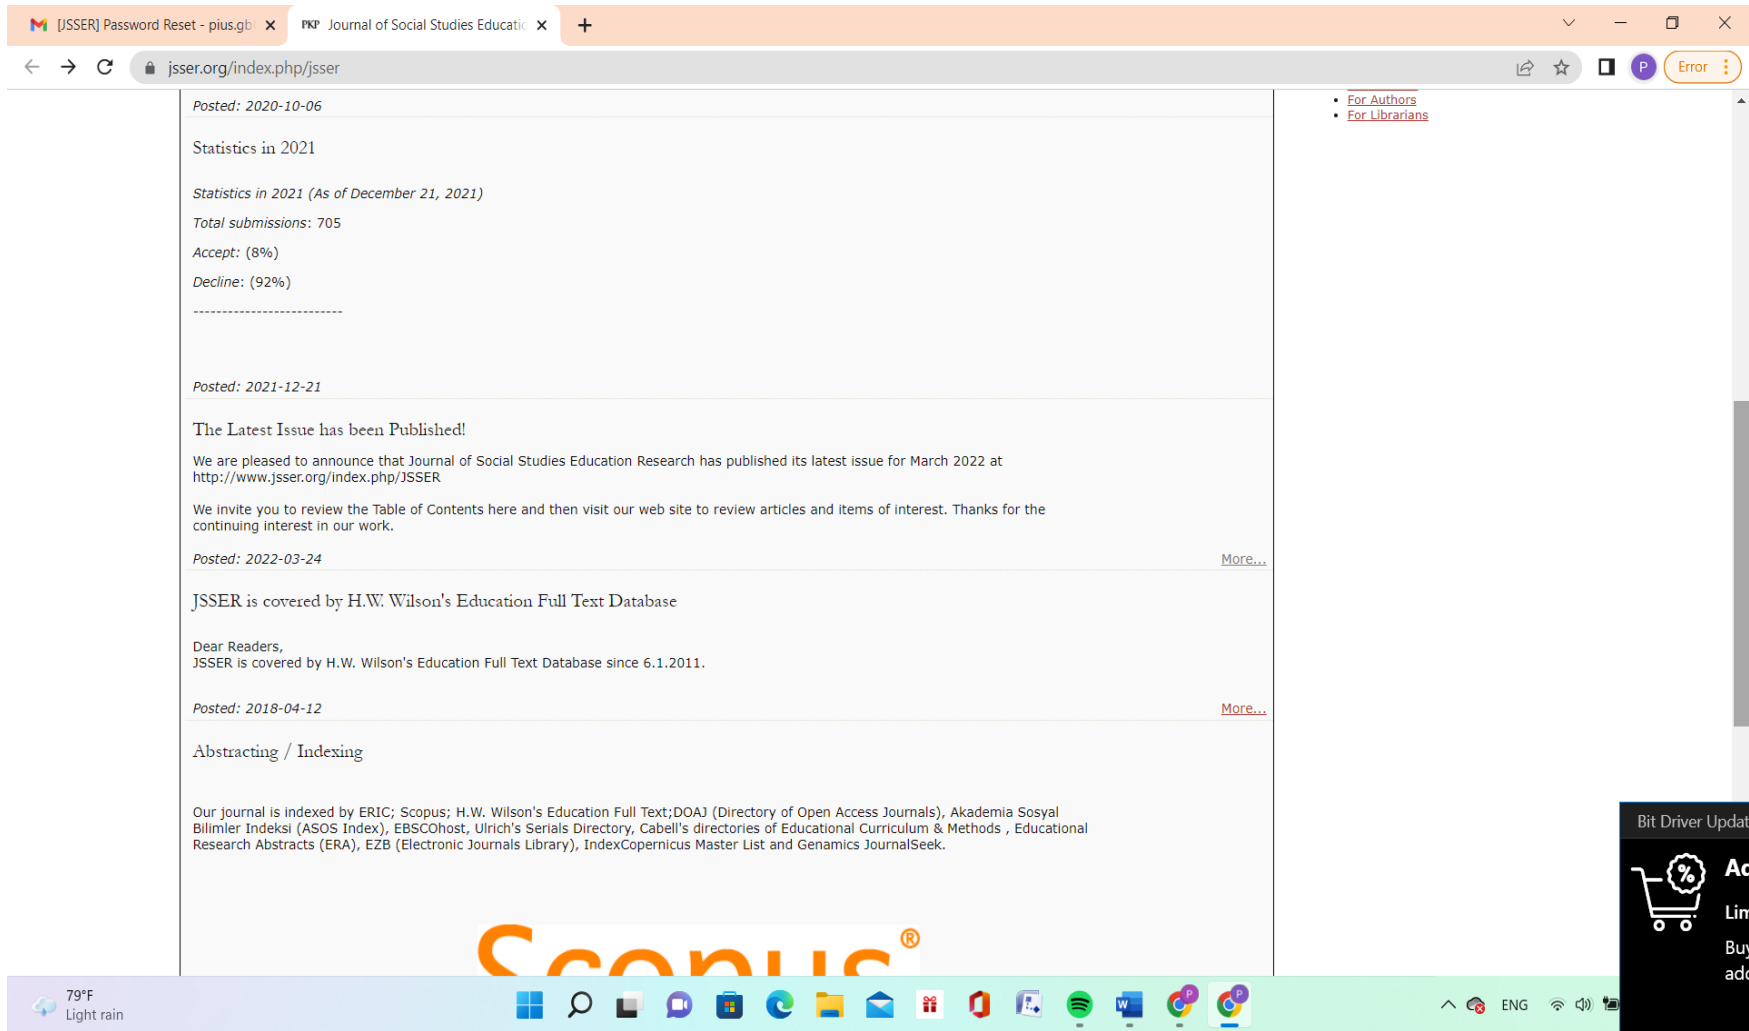 [JSSER] Password Reset - pius.gb
PKP Journal of Social Studies Educatio
jsser.org/index.php/jsser
P
Error
For Authors
For Librarians
Posted: 2020-10-06
Statistics in 2021
Statistics in 2021 (As of December 21, 2021)
Total submissions: 705
Accept: (8%)
Decline: (92%)
--------------------------
Posted: 2021-12-21
The Latest Issue has been Published!
We are pleased to announce that Journal of Social Studies Education Research has published its latest issue for March 2022 at
http://www.jsser.org/index.php/JSSER
We invite you to review the Table of Contents here and then visit our web site to review articles and items of interest. Thanks for the
continuing interest in our work.
Posted: 2022-03-24
More...
JSSER is covered by H.W. Wilson's Education Full Text Database
Dear Readers,
JSSER is covered by H.W. Wilson's Education Full Text Database since 6.1.2011.
Posted: 2018-04-12
More...
Abstracting / Indexing
Our journal is indexed by ERIC; Scopus; H.W. Wilson's Education Full Text;DOAJ (Directory of Open Access Journals), Akademia Sosyal
Bilimler Indeksi (ASOS Index), EBSCOhost, Ulrich's Serials Directory, Cabell's directories of Educational Curriculum & Methods , Educational
Research Abstracts (ERA), EZB (Electronic Journals Library), IndexCopernicus Master List and Genamics JournalSeek.
Scopus®
Bit Driver Updat
%
Ad
Lim
Buy
add
79°F
Light rain
ENG